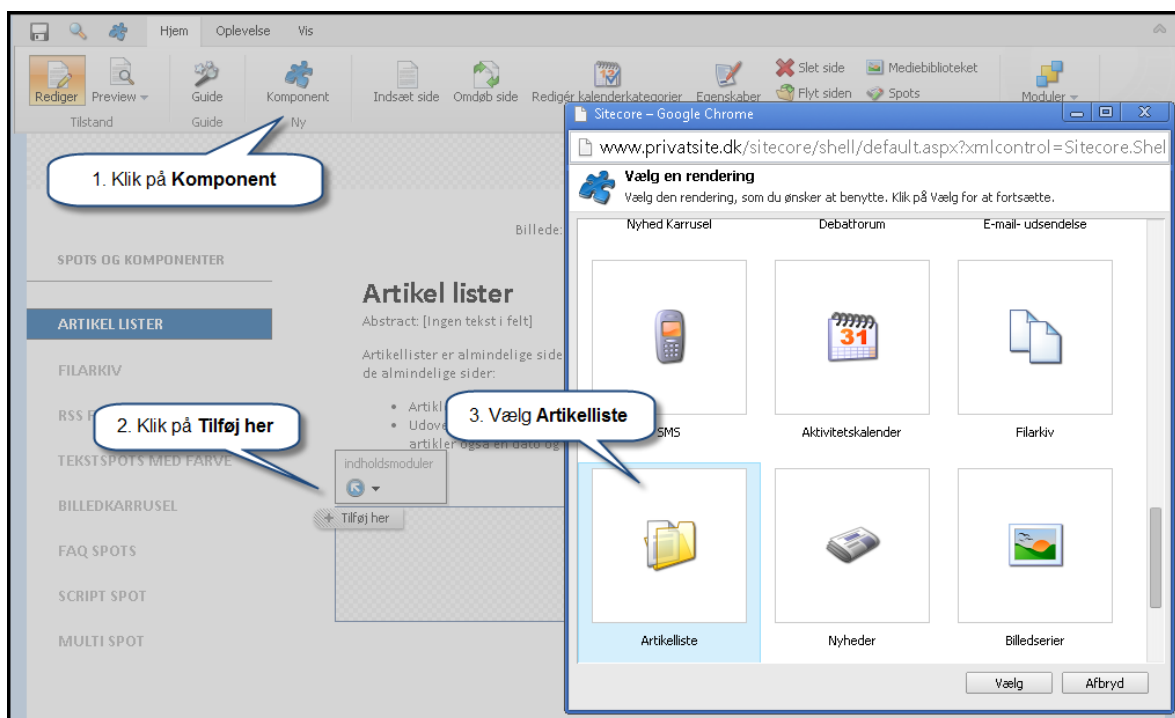 Hjem Oplevelse Vis
Rediger Preview Guide Komponent Indsæt side Omdøb side Redigér kalenderkategorier Egenskaber
Slet side Mediebiblioteket
Flyt siden Spots
Moduler
Tilstand Guide Ny
1. Klik på Komponent
Billede:
SPOTS OG KOMPONENTER
ARTIKEL LISTER
FILARKIV
RSS
TEKSTSPOTS MED FARVE
BILLEDKARRUSEL
FAQ SPOTS
SCRIPT SPOT
MULTI SPOT
Artikel lister
Abstract: [Ingen tekst i felt]
Artikellister er almindelige side
de almindelige sider:
• Artikl
• Udove
artikler også en dato og
2. Klik på Tilføj her
indholdsmoduler
+ Tilføj her
Sitecore – Google Chrome
www.privatsite.dk/sitecore/shell/default.aspx?xmlcontrol=Sitecore.Shel
Vælg en rendering
Vælg den rendering, som du ønsker at benytte. Klik på Vælg for at fortsætte.
Nyhed Karrusel Debatforum E-mail- udsendelse
31
3. Vælg Artikelliste
SMS Aktivitetskalender Filarkiv
Artikelliste Nyheder Billedserier
Vælg Afbryd